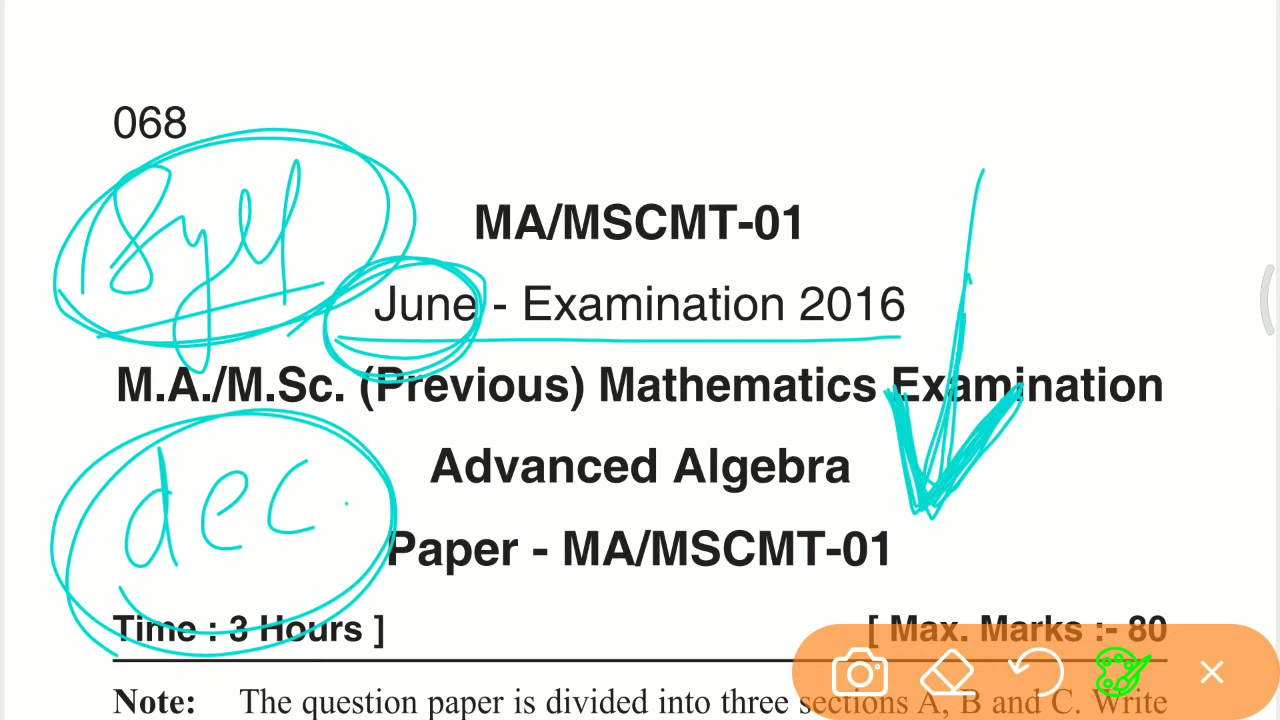 068
Syll
MA/MSCMT-01
June - Examination 2016
M.A./M.Sc. (Previous) Mathematics Examination
Advanced Algebra
dec.
Paper - MA/MSCMT-01
Time : 3 Hours ] [ Max. Marks :- 80
Note: The question paper is divided into three sections A, B and C. Write